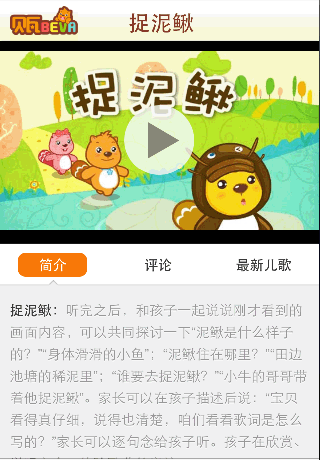 贝瓦BEVA
捉泥鳅
捉泥鳅
简介
评论
最新儿歌
捉泥鳅：听完之后，和孩子一起说说刚才看到的
画面内容，可以共同探讨一下“泥鳅是什么样子
的？”“身体滑滑的小鱼”；“泥鳅住在哪里？”“田边
池塘的稀泥里”；“谁要去捉泥鳅？”“小牛的哥哥带
着他捉泥鳅”。家长可以在孩子描述后说：“宝贝
看得真仔细，说得也清楚，咱们看看歌词是怎么
写的？”家长可以逐句念给孩子听。孩子在欣赏、